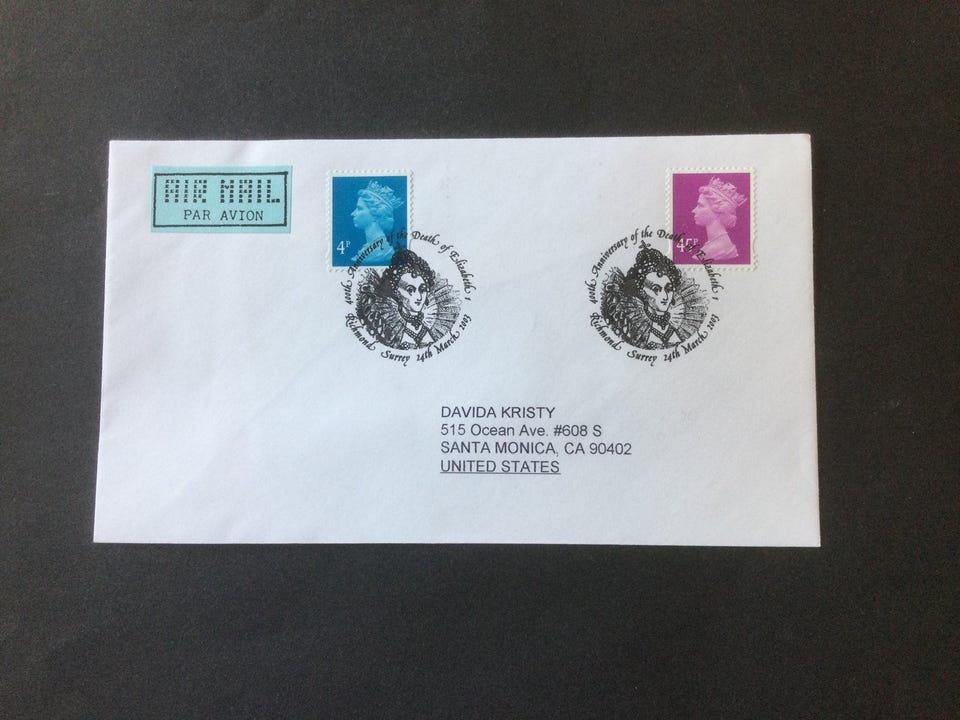 AIR MAIL
PAR AVION
4P
45P
400th Anniversary of the Death of Elizabeth I
Richmond Surrey 24th March 2003
400th Anniversary of the Death of Elizabeth I
Richmond Surrey 24th March 2003
DAVIDA KRISTY
515 Ocean Ave. #608 S
SANTA MONICA, CA 90402
UNITED STATES